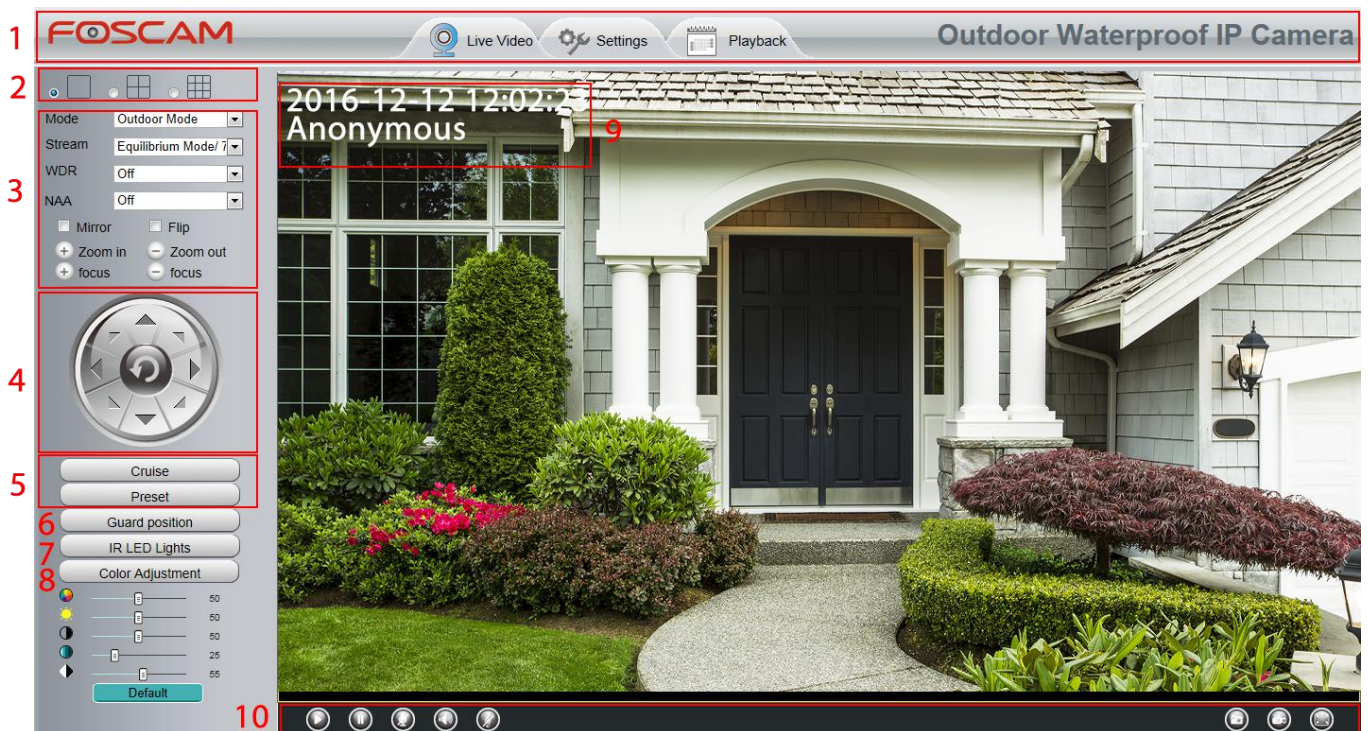 1
FOSCAM
Live Video
Settings
Playback
Outdoor Waterproof IP Camera
2
3
Mode Outdoor Mode
Stream Equilibrium Mode/ 7
WDR Off
NAA Off
Mirror Flip
+ Zoom in − Zoom out
+ focus − focus
4
5
Cruise
Preset
6 Guard position
7 IR LED Lights
8 Color Adjustment
50
50
50
25
55
Default
2016-12-12 12:02:23
Anonymous
9
10